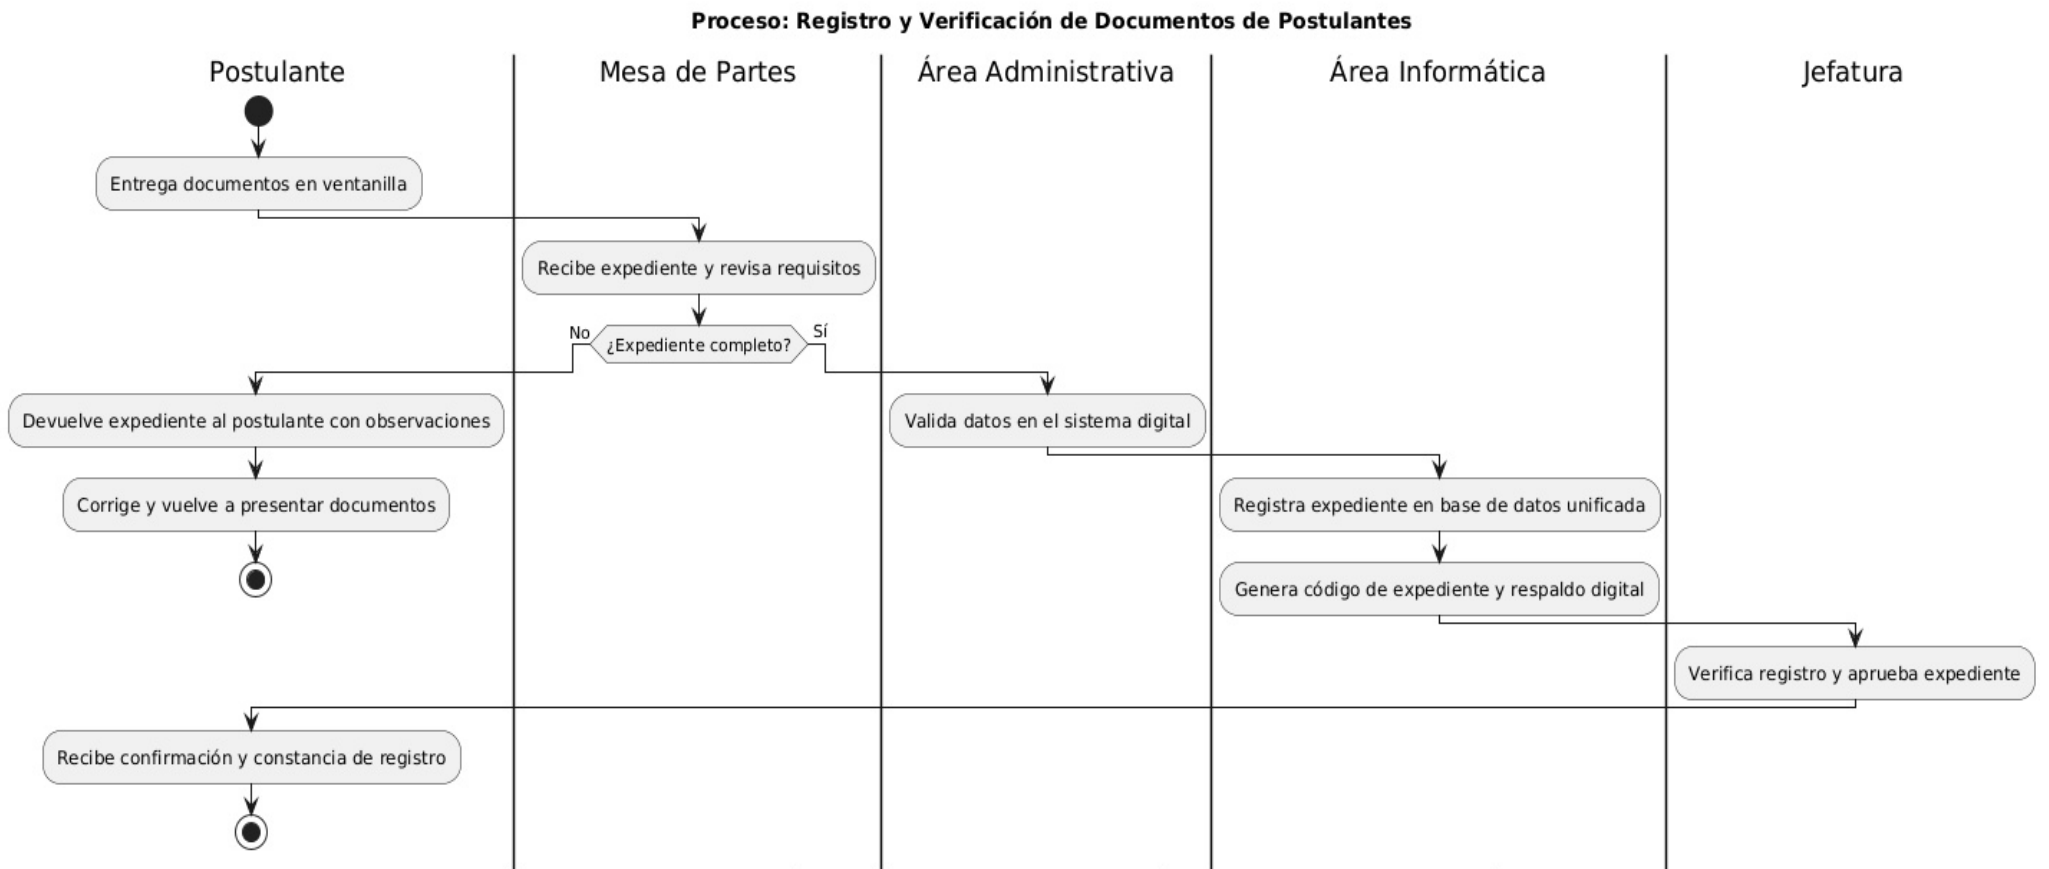 Proceso: Registro y Verificación de Documentos de Postulantes
Postulante
Mesa de Partes
Área Administrativa
Área Informática
Jefatura
Entrega documentos en ventanilla
Recibe expediente y revisa requisitos
No
¿Expediente completo?
Sí
Devuelve expediente al postulante con observaciones
Valida datos en el sistema digital
Corrige y vuelve a presentar documentos
Registra expediente en base de datos unificada
Genera código de expediente y respaldo digital
Verifica registro y aprueba expediente
Recibe confirmación y constancia de registro